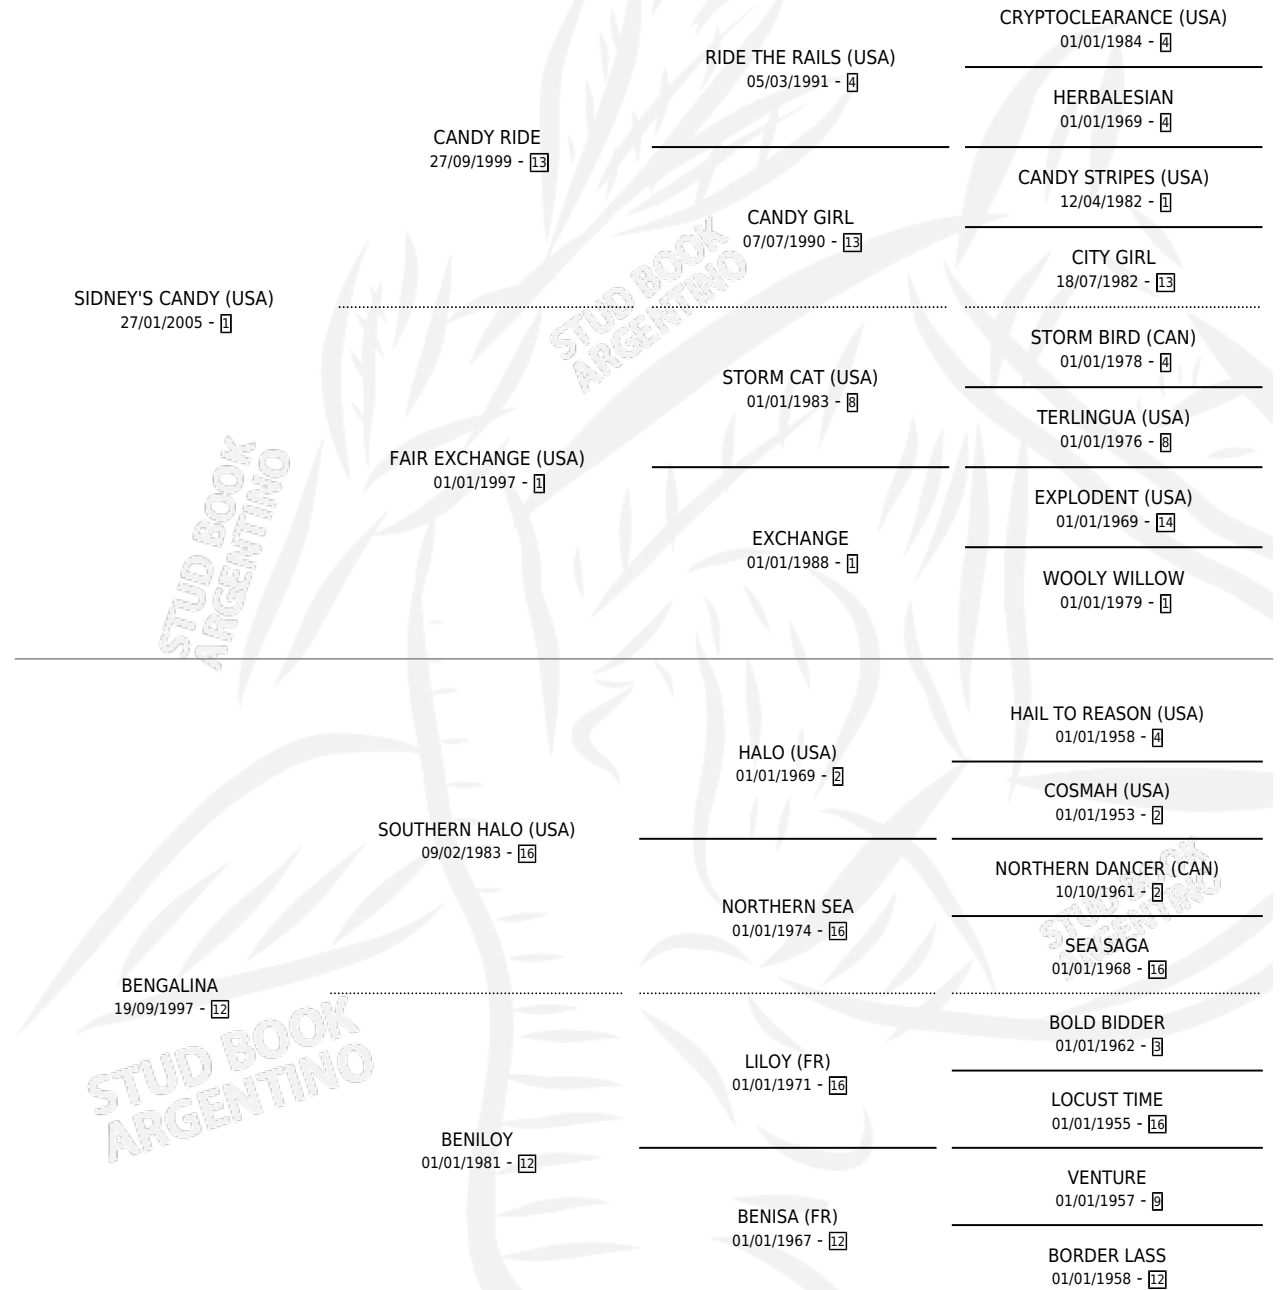 CRYPTOCLEARANCE (USA)
01/01/1984 - 4
RIDE THE RAILS (USA)
05/03/1991 - 4
HERBALESIAN
01/01/1969 - 4
CANDY RIDE
27/09/1999 - 13
CANDY STRIPES (USA)
12/04/1982 - 1
CANDY GIRL
07/07/1990 - 13
CITY GIRL
18/07/1982 - 13
SIDNEY'S CANDY (USA)
27/01/2005 - 1
STORM BIRD (CAN)
01/01/1978 - 4
STORM CAT (USA)
01/01/1983 - 8
TERLINGUA (USA)
01/01/1976 - 8
FAIR EXCHANGE (USA)
01/01/1997 - 1
EXPLODENT (USA)
01/01/1969 - 14
EXCHANGE
01/01/1988 - 1
WOOLY WILLOW
01/01/1979 - 1
HAIL TO REASON (USA)
01/01/1958 - 4
HALO (USA)
01/01/1969 - 2
COSMAH (USA)
01/01/1953 - 2
SOUTHERN HALO (USA)
09/02/1983 - 16
NORTHERN DANCER (CAN)
10/10/1961 - 2
NORTHERN SEA
01/01/1974 - 16
SEA SAGA
01/01/1968 - 16
BENGALINA
19/09/1997 - 12
BOLD BIDDER
01/01/1962 - 3
LILOY (FR)
01/01/1971 - 16
LOCUST TIME
01/01/1955 - 16
BENILOY
01/01/1981 - 12
VENTURE
01/01/1957 - 9
BENISA (FR)
01/01/1967 - 12
BORDER LASS
01/01/1958 - 12
STUD BOOK
ARGENTINO
STUD BOOK
ARGENTINO
STUD BOOK
ARGENTINO
STUD BOOK
ARGENTINO